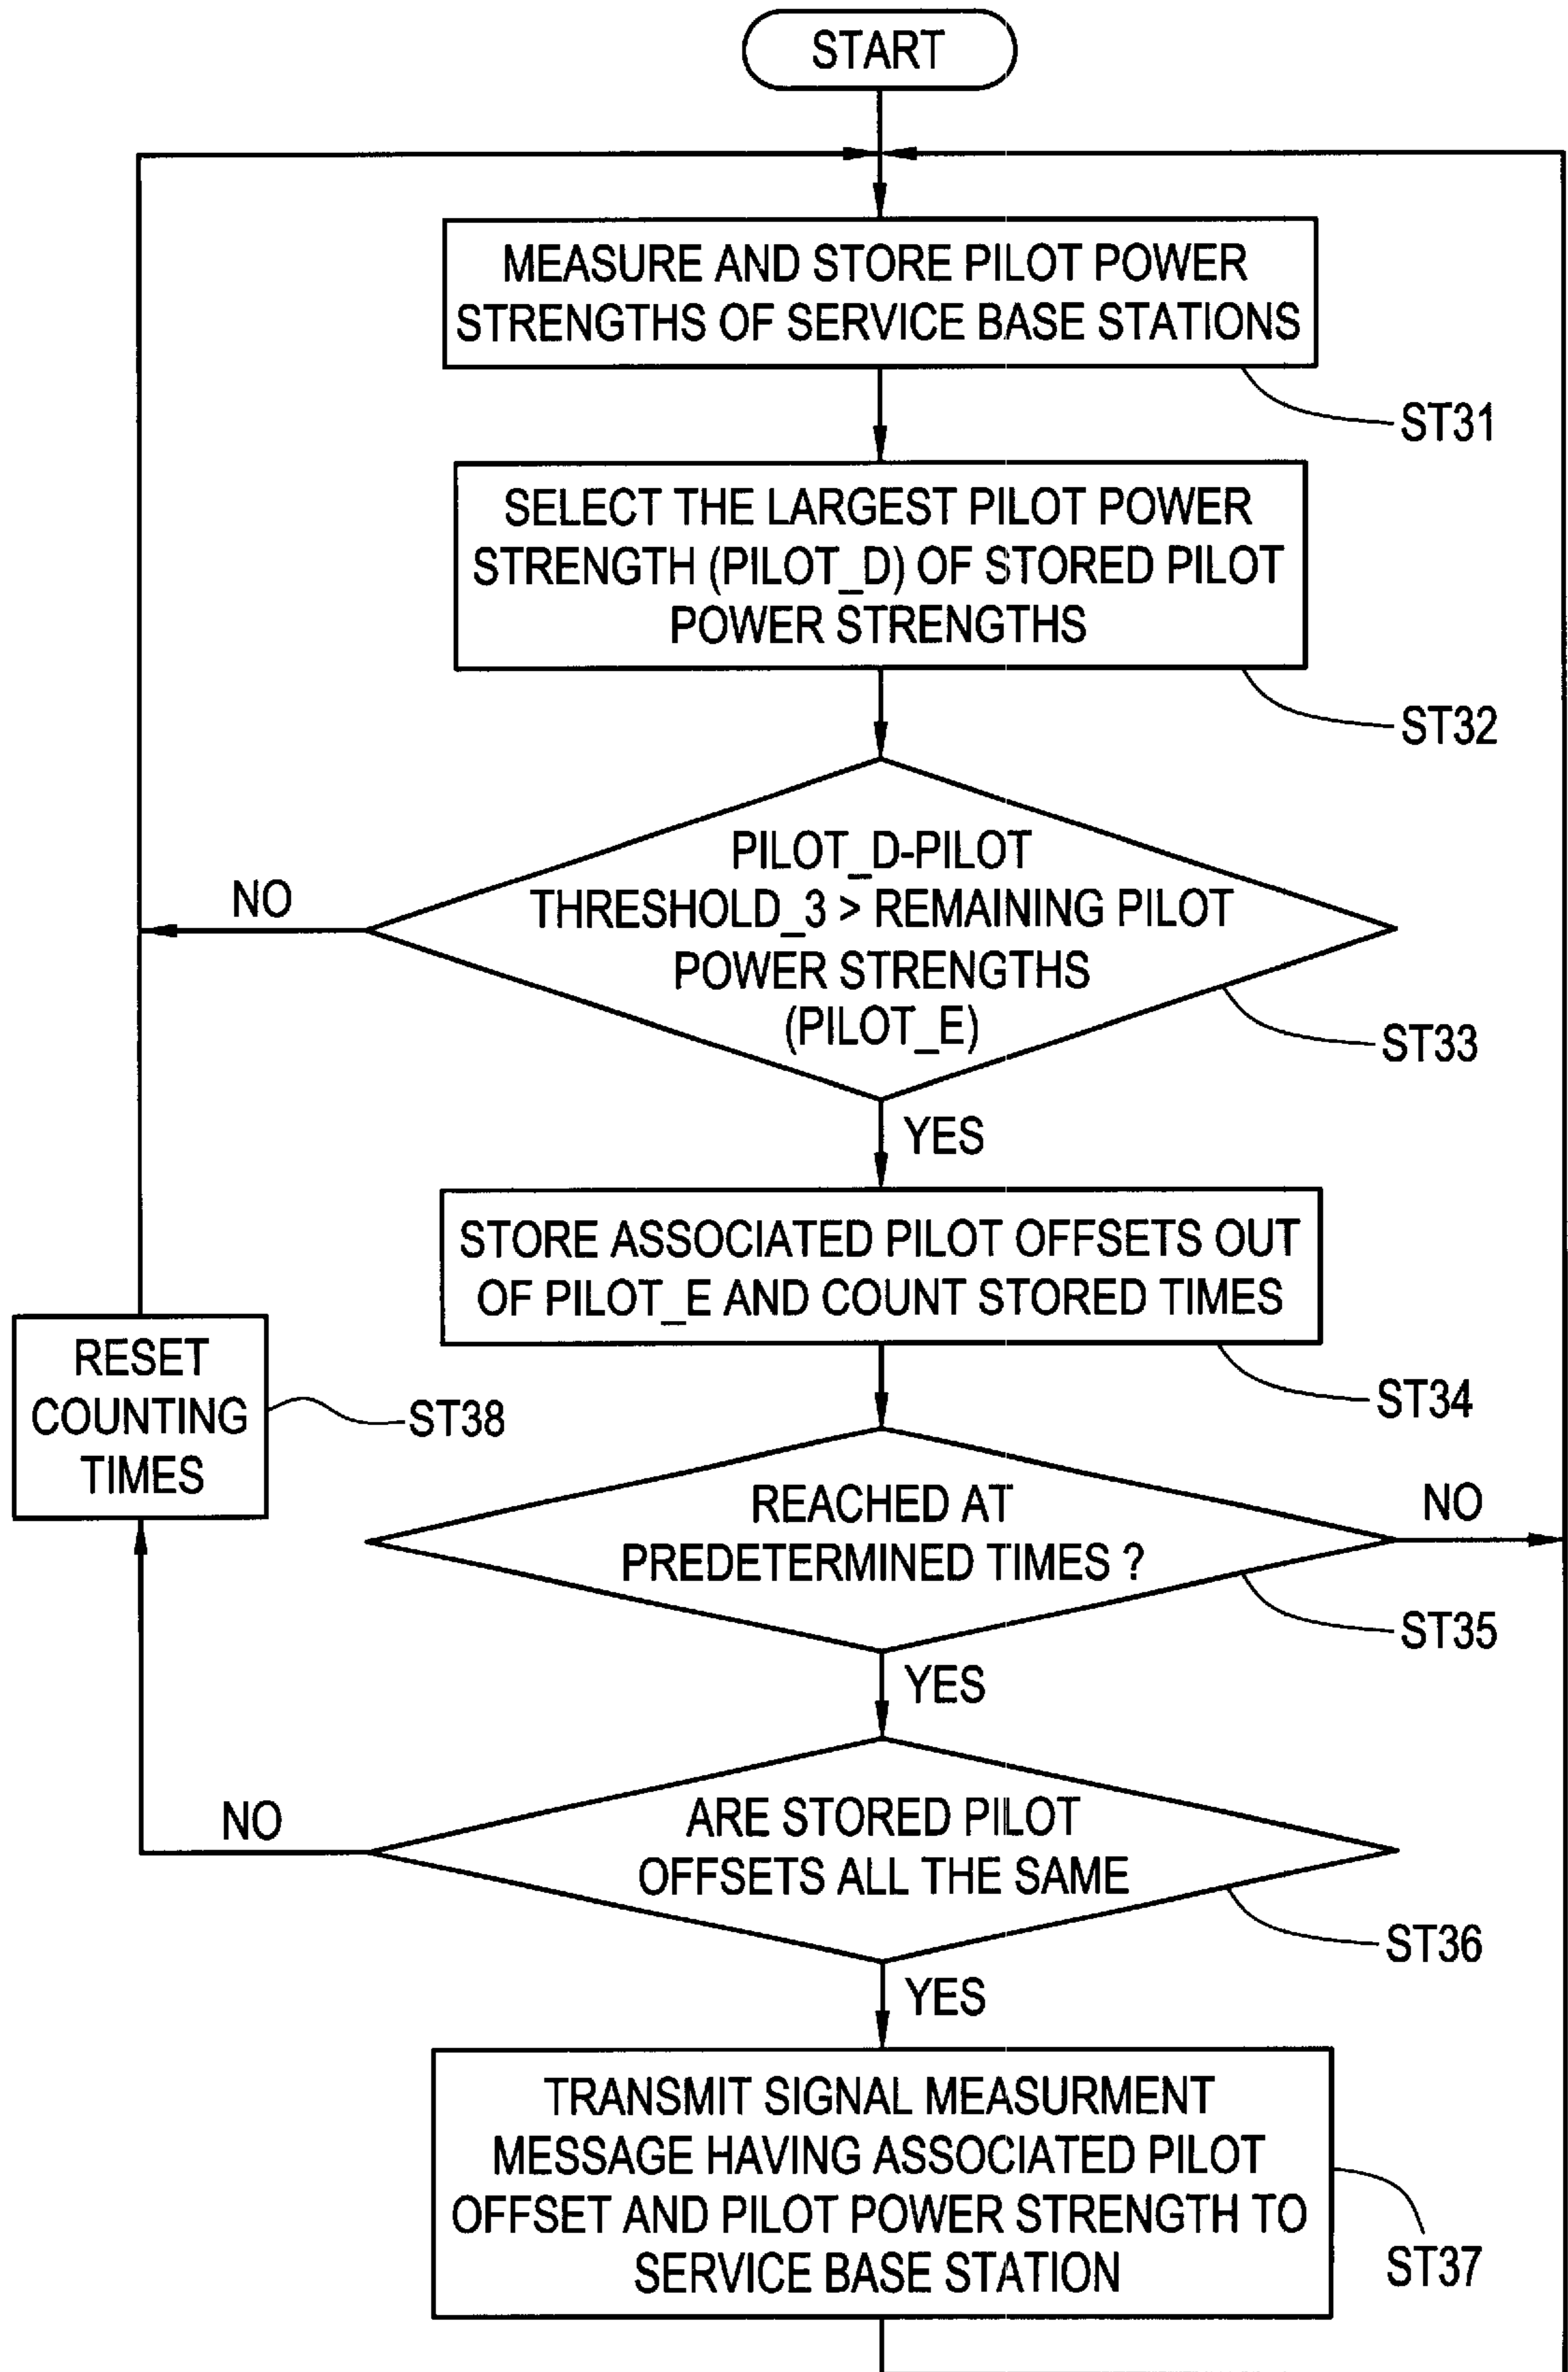 START
MEASURE AND STORE PILOT POWER
STRENGTHS OF SERVICE BASE STATIONS
ST31
SELECT THE LARGEST PILOT POWER
STRENGTH (PILOT_D) OF STORED PILOT
POWER STRENGTHS
ST32
PILOT_D-PILOT
THRESHOLD_3 > REMAINING PILOT
POWER STRENGTHS
(PILOT_E)
NO
ST33
YES
STORE ASSOCIATED PILOT OFFSETS OUT
OF PILOT_E AND COUNT STORED TIMES
ST34
RESET
COUNTING
TIMES
ST38
REACHED AT
PREDETERMINED TIMES ?
NO
ST35
YES
ARE STORED PILOT
OFFSETS ALL THE SAME
NO
ST36
YES
TRANSMIT SIGNAL MEASURMENT
MESSAGE HAVING ASSOCIATED PILOT
OFFSET AND PILOT POWER STRENGTH TO
SERVICE BASE STATION
ST37